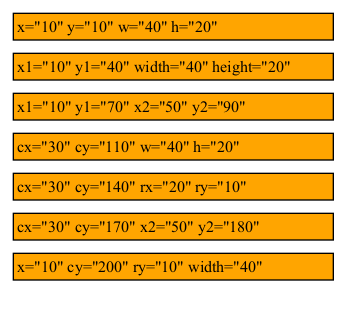 x="10" y="10" w="40" h="20"
x1="10" y1="40" width="40" height="20"
x1="10" y1="70" x2="50" y2="90"
cx="30" cy="110" w="40" h="20"
cx="30" cy="140" rx="20" ry="10"
cx="30" cy="170" x2="50" y2="180"
x="10" cy="200" ry="10" width="40"